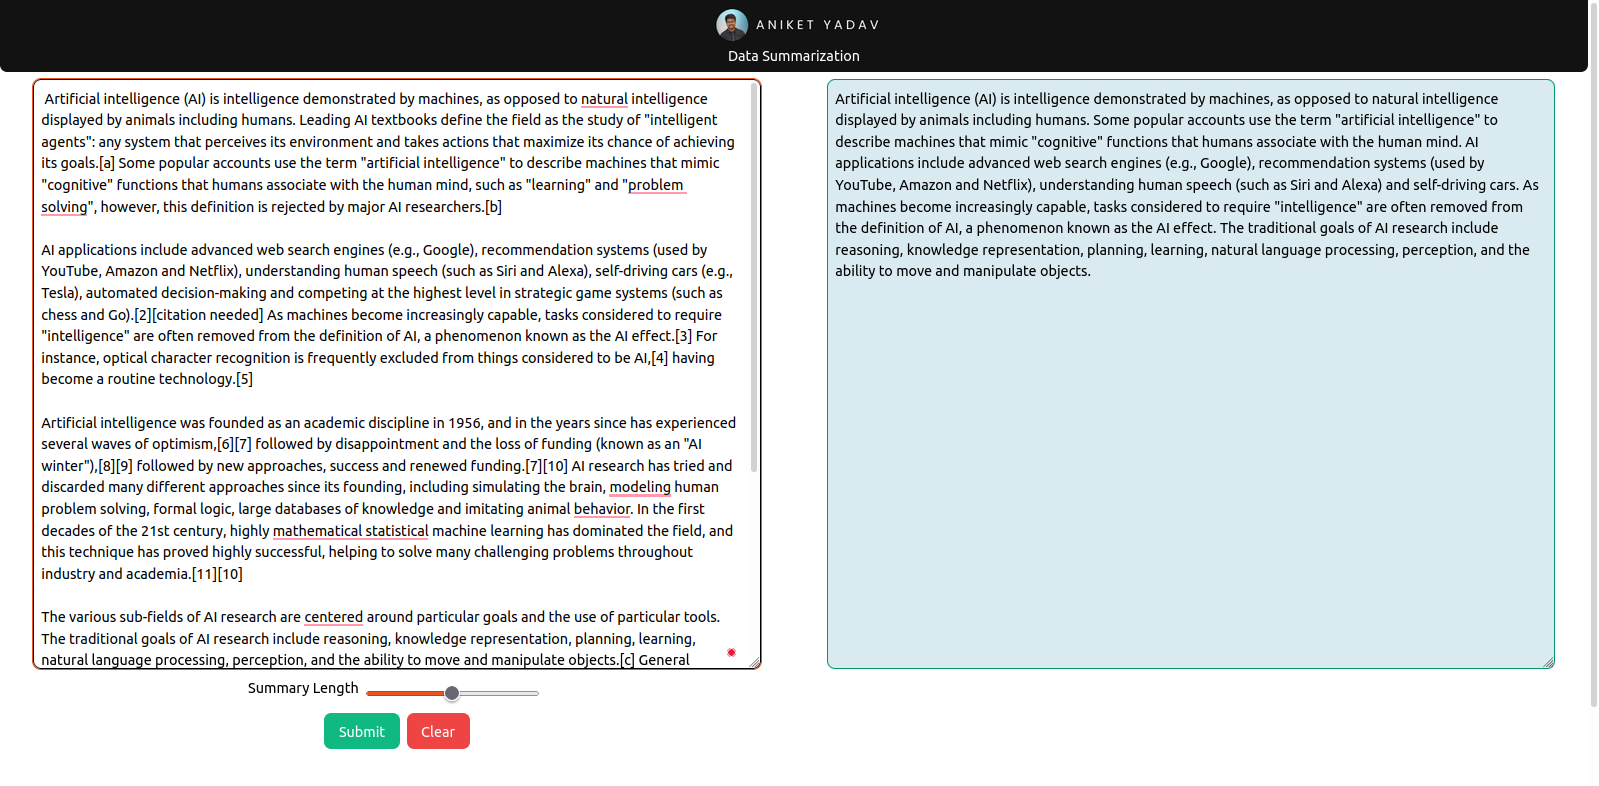 ANIKET YADAV
Data Summarization
Artificial intelligence (AI) is intelligence demonstrated by machines, as opposed to natural intelligence
displayed by animals including humans. Leading AI textbooks define the field as the study of "intelligent
agents": any system that perceives its environment and takes actions that maximize its chance of achieving
its goals.[a] Some popular accounts use the term "artificial intelligence" to describe machines that mimic
"cognitive" functions that humans associate with the human mind, such as "learning" and "problem
solving", however, this definition is rejected by major AI researchers.[b]
AI applications include advanced web search engines (e.g., Google), recommendation systems (used by
YouTube, Amazon and Netflix), understanding human speech (such as Siri and Alexa), self-driving cars (e.g.,
Tesla), automated decision-making and competing at the highest level in strategic game systems (such as
chess and Go).[2][citation needed] As machines become increasingly capable, tasks considered to require
"intelligence" are often removed from the definition of AI, a phenomenon known as the AI effect.[3] For
instance, optical character recognition is frequently excluded from things considered to be AI,[4] having
become a routine technology.[5]
Artificial intelligence was founded as an academic discipline in 1956, and in the years since has experienced
several waves of optimism,[6][7] followed by disappointment and the loss of funding (known as an "AI
winter"),[8][9] followed by new approaches, success and renewed funding.[7][10] AI research has tried and
discarded many different approaches since its founding, including simulating the brain, modeling human
problem solving, formal logic, large databases of knowledge and imitating animal behavior. In the first
decades of the 21st century, highly mathematical statistical machine learning has dominated the field, and
this technique has proved highly successful, helping to solve many challenging problems throughout
industry and academia.[11][10]
The various sub-fields of AI research are centered around particular goals and the use of particular tools.
The traditional goals of AI research include reasoning, knowledge representation, planning, learning,
natural language processing, perception, and the ability to move and manipulate objects.[c] General
Artificial intelligence (AI) is intelligence demonstrated by machines, as opposed to natural intelligence
displayed by animals including humans. Some popular accounts use the term "artificial intelligence" to
describe machines that mimic "cognitive" functions that humans associate with the human mind. AI
applications include advanced web search engines (e.g., Google), recommendation systems (used by
YouTube, Amazon and Netflix), understanding human speech (such as Siri and Alexa) and self-driving cars. As
machines become increasingly capable, tasks considered to require "intelligence" are often removed from
the definition of AI, a phenomenon known as the AI effect. The traditional goals of AI research include
reasoning, knowledge representation, planning, learning, natural language processing, perception, and the
ability to move and manipulate objects.
Summary Length
Submit
Clear